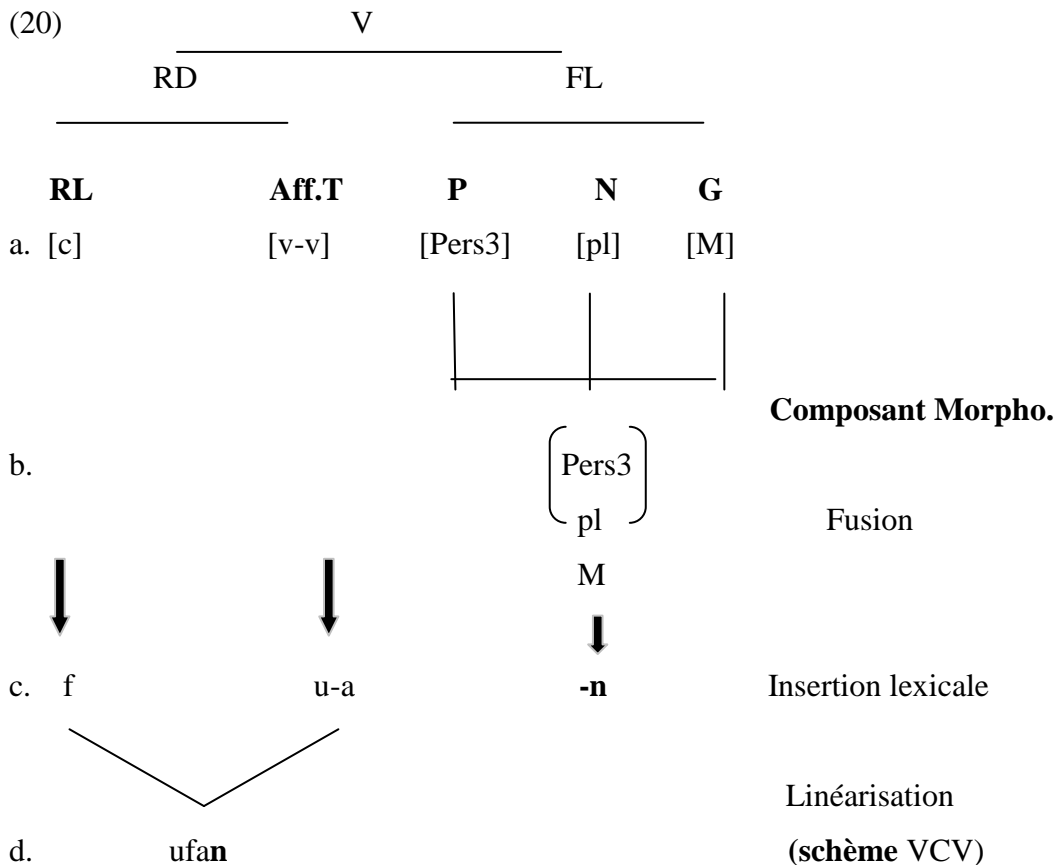 (20) V
RD FL
RL Aff.T P N G
a. [c] [v-v] [Pers3] [pl] [M]
Composant Morpho.
b. Pers3
pl Fusion
M
c. f u-a -n Insertion lexicale
Linéarisation
d. ufan (schème VCV)